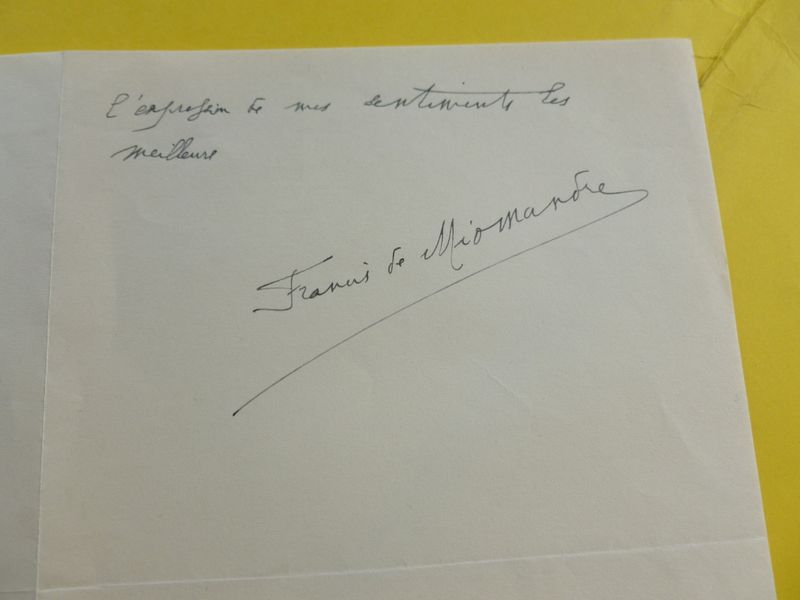 l'expression de mes sentiments les
meilleurs
Francis de Miomandre